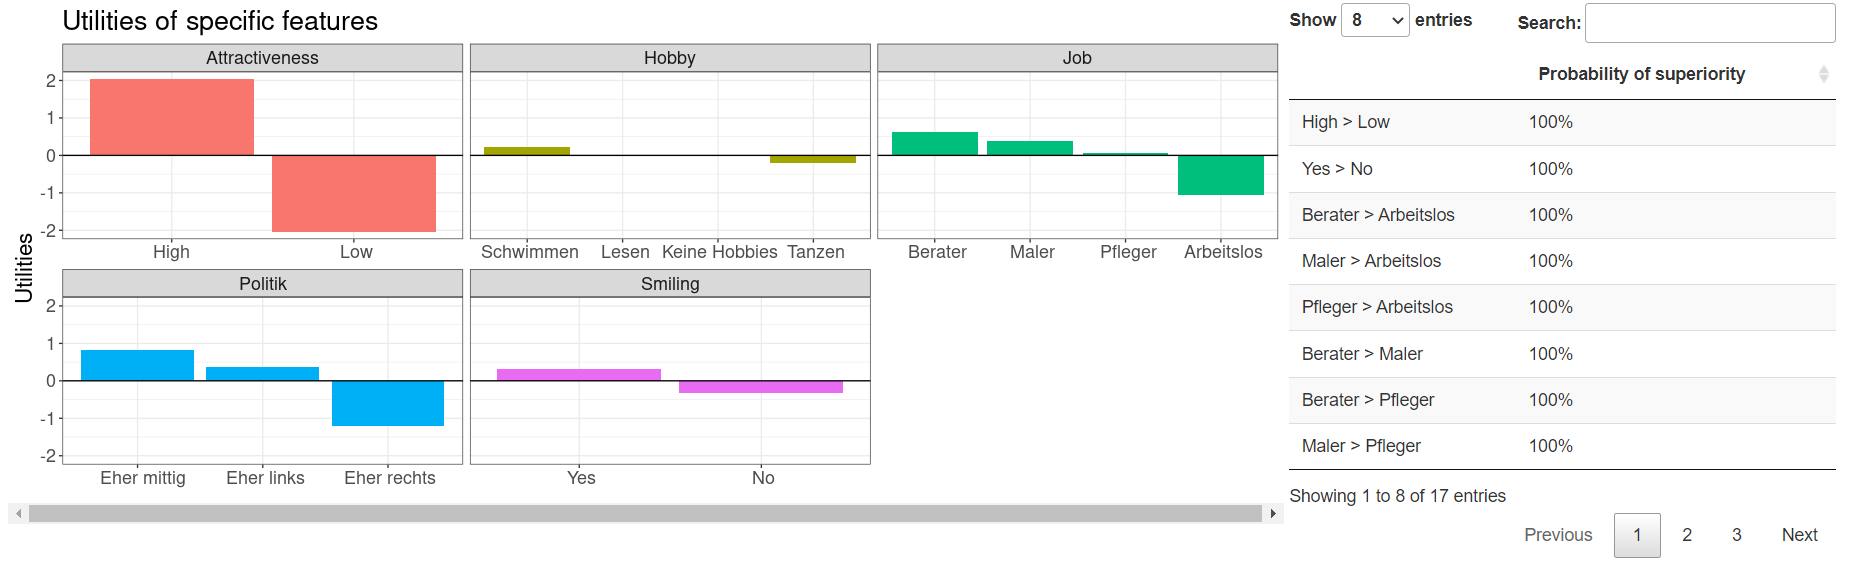 Utilities of specific features
Attractiveness
Hobby
Job
2
1
0
-1
-2
High
Low
Schwimmen
Lesen
Keine Hobbies
Tanzen
Berater
Maler
Pfleger
Arbeitslos
Utilities
Politik
Smiling
2
1
0
-1
-2
Eher mittig
Eher links
Eher rechts
Yes
No
Show 8 entries
Search:
Probability of superiority
High > Low 100%
Yes > No 100%
Berater > Arbeitslos 100%
Maler > Arbeitslos 100%
Pfleger > Arbeitslos 100%
Berater > Maler 100%
Berater > Pfleger 100%
Maler > Pfleger 100%
Showing 1 to 8 of 17 entries
Previous 1 2 3 Next